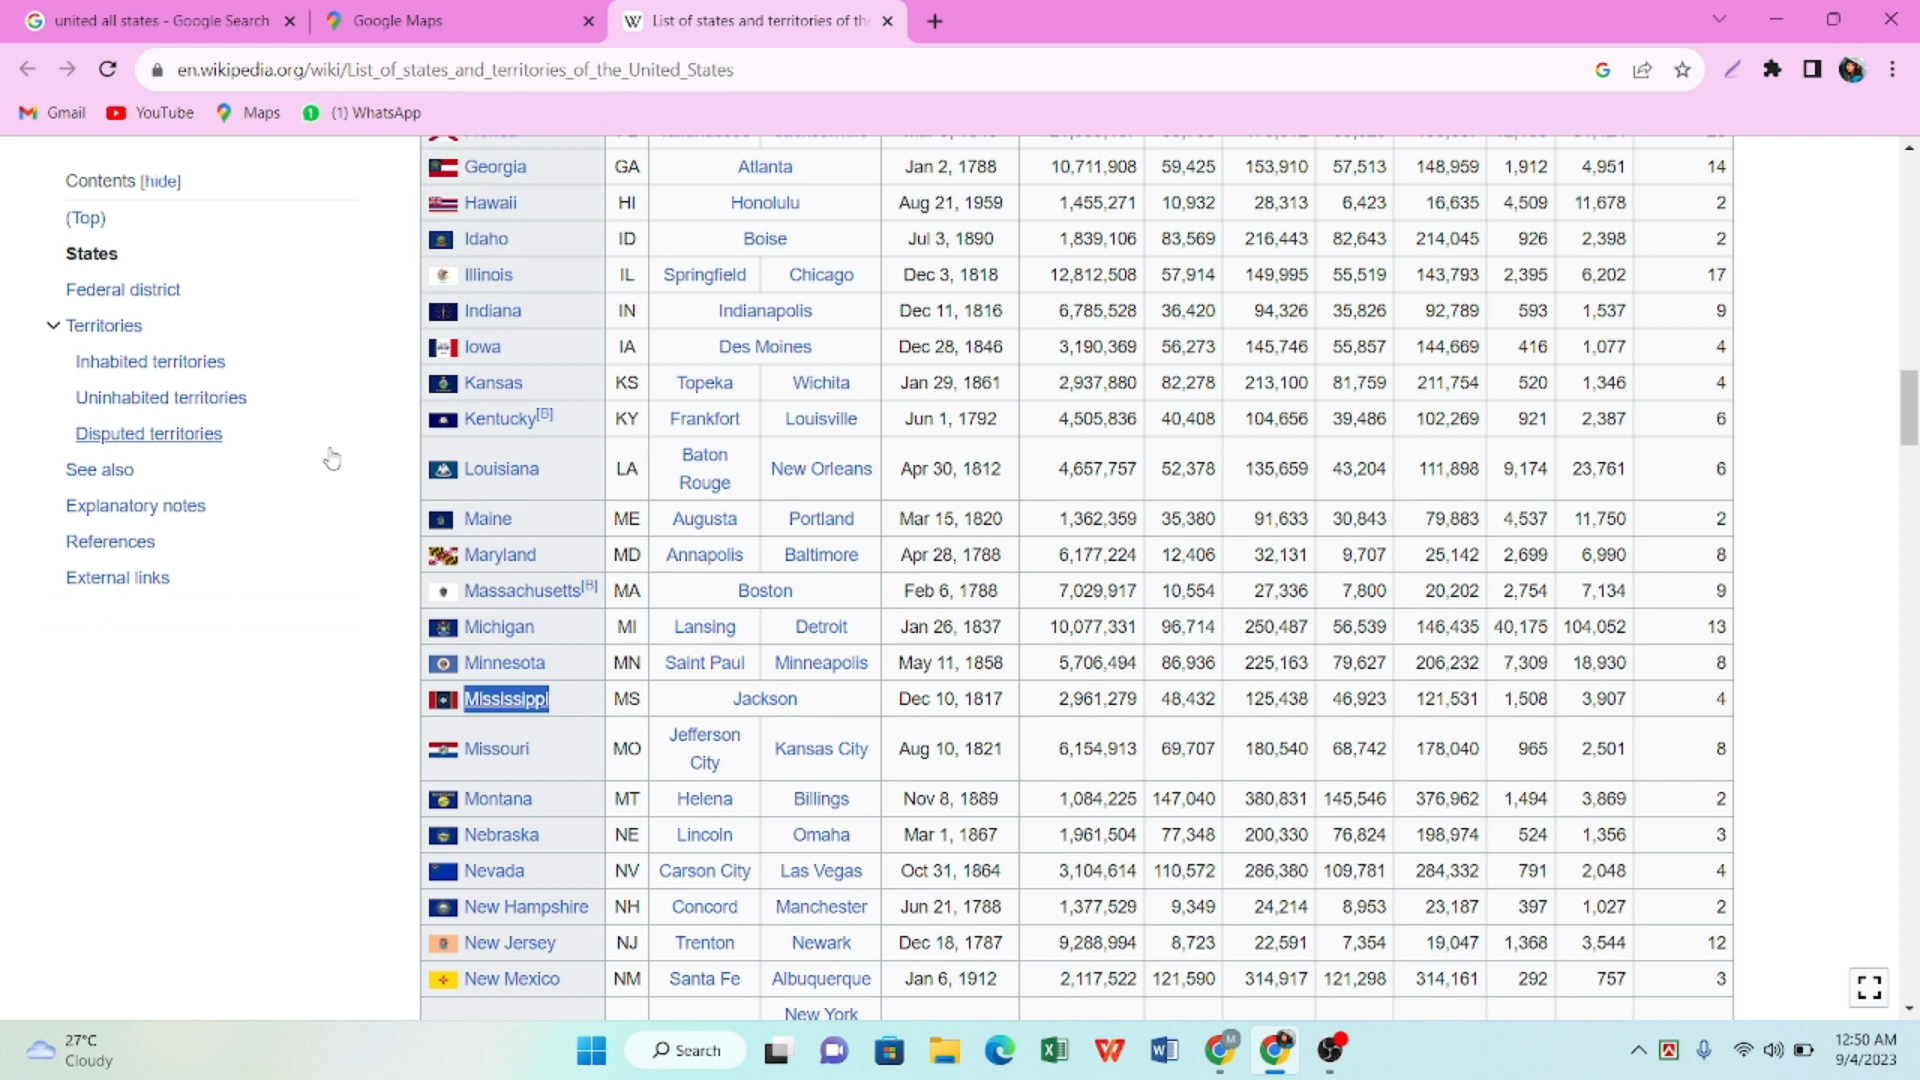 united all states - Google Search
Google Maps
List of states and territories of the
en.wikipedia.org/wiki/List_of_states_and_territories_of_the_United_States
Gmail YouTube Maps (1) WhatsApp
Contents [hide]
(Top)
States
Federal district
Territories
Inhabited territories
Uninhabited territories
Disputed territories
See also
Explanatory notes
References
External links
Georgia GA Atlanta Jan 2, 1788 10,711,908 59,425 153,910 57,513 148,959 1,912 4,951 14
Hawaii HI Honolulu Aug 21, 1959 1,455,271 10,932 28,313 6,423 16,635 4,509 11,678 2
Idaho ID Boise Jul 3, 1890 1,839,106 83,569 216,443 82,643 214,045 926 2,398 2
Illinois IL Springfield Chicago Dec 3, 1818 12,812,508 57,914 149,995 55,519 143,793 2,395 6,202 17
Indiana IN Indianapolis Dec 11, 1816 6,785,528 36,420 94,326 35,826 92,789 593 1,537 9
Iowa IA Des Moines Dec 28, 1846 3,190,369 56,273 145,746 55,857 144,669 416 1,077 4
Kansas KS Topeka Wichita Jan 29, 1861 2,937,880 82,278 213,100 81,759 211,754 520 1,346 4
Kentucky[B] KY Frankfort Louisville Jun 1, 1792 4,505,836 40,408 104,656 39,486 102,269 921 2,387 6
Louisiana LA Baton Rouge New Orleans Apr 30, 1812 4,657,757 52,378 135,659 43,204 111,898 9,174 23,761 6
Maine ME Augusta Portland Mar 15, 1820 1,362,359 35,380 91,633 30,843 79,883 4,537 11,750 2
Maryland MD Annapolis Baltimore Apr 28, 1788 6,177,224 12,406 32,131 9,707 25,142 2,699 6,990 8
Massachusetts[B] MA Boston Feb 6, 1788 7,029,917 10,554 27,336 7,800 20,202 2,754 7,134 9
Michigan MI Lansing Detroit Jan 26, 1837 10,077,331 96,714 250,487 56,539 146,435 40,175 104,052 13
Minnesota MN Saint Paul Minneapolis May 11, 1858 5,706,494 86,936 225,163 79,627 206,232 7,309 18,930 8
Mississippi MS Jackson Dec 10, 1817 2,961,279 48,432 125,438 46,923 121,531 1,508 3,907 4
Missouri MO Jefferson City Kansas City Aug 10, 1821 6,154,913 69,707 180,540 68,742 178,040 965 2,501 8
Montana MT Helena Billings Nov 8, 1889 1,084,225 147,040 380,831 145,546 376,962 1,494 3,869 2
Nebraska NE Lincoln Omaha Mar 1, 1867 1,961,504 77,348 200,330 76,824 198,974 524 1,356 3
Nevada NV Carson City Las Vegas Oct 31, 1864 3,104,614 110,572 286,380 109,781 284,332 791 2,048 4
New Hampshire NH Concord Manchester Jun 21, 1788 1,377,529 9,349 24,214 8,953 23,187 397 1,027 2
New Jersey NJ Trenton Newark Dec 18, 1787 9,288,994 8,723 22,591 7,354 19,047 1,368 3,544 12
New Mexico NM Santa Fe Albuquerque Jan 6, 1912 2,117,522 121,590 314,917 121,298 314,161 292 757 3
New York
27°C
Cloudy
Search
12:50 AM
9/4/2023